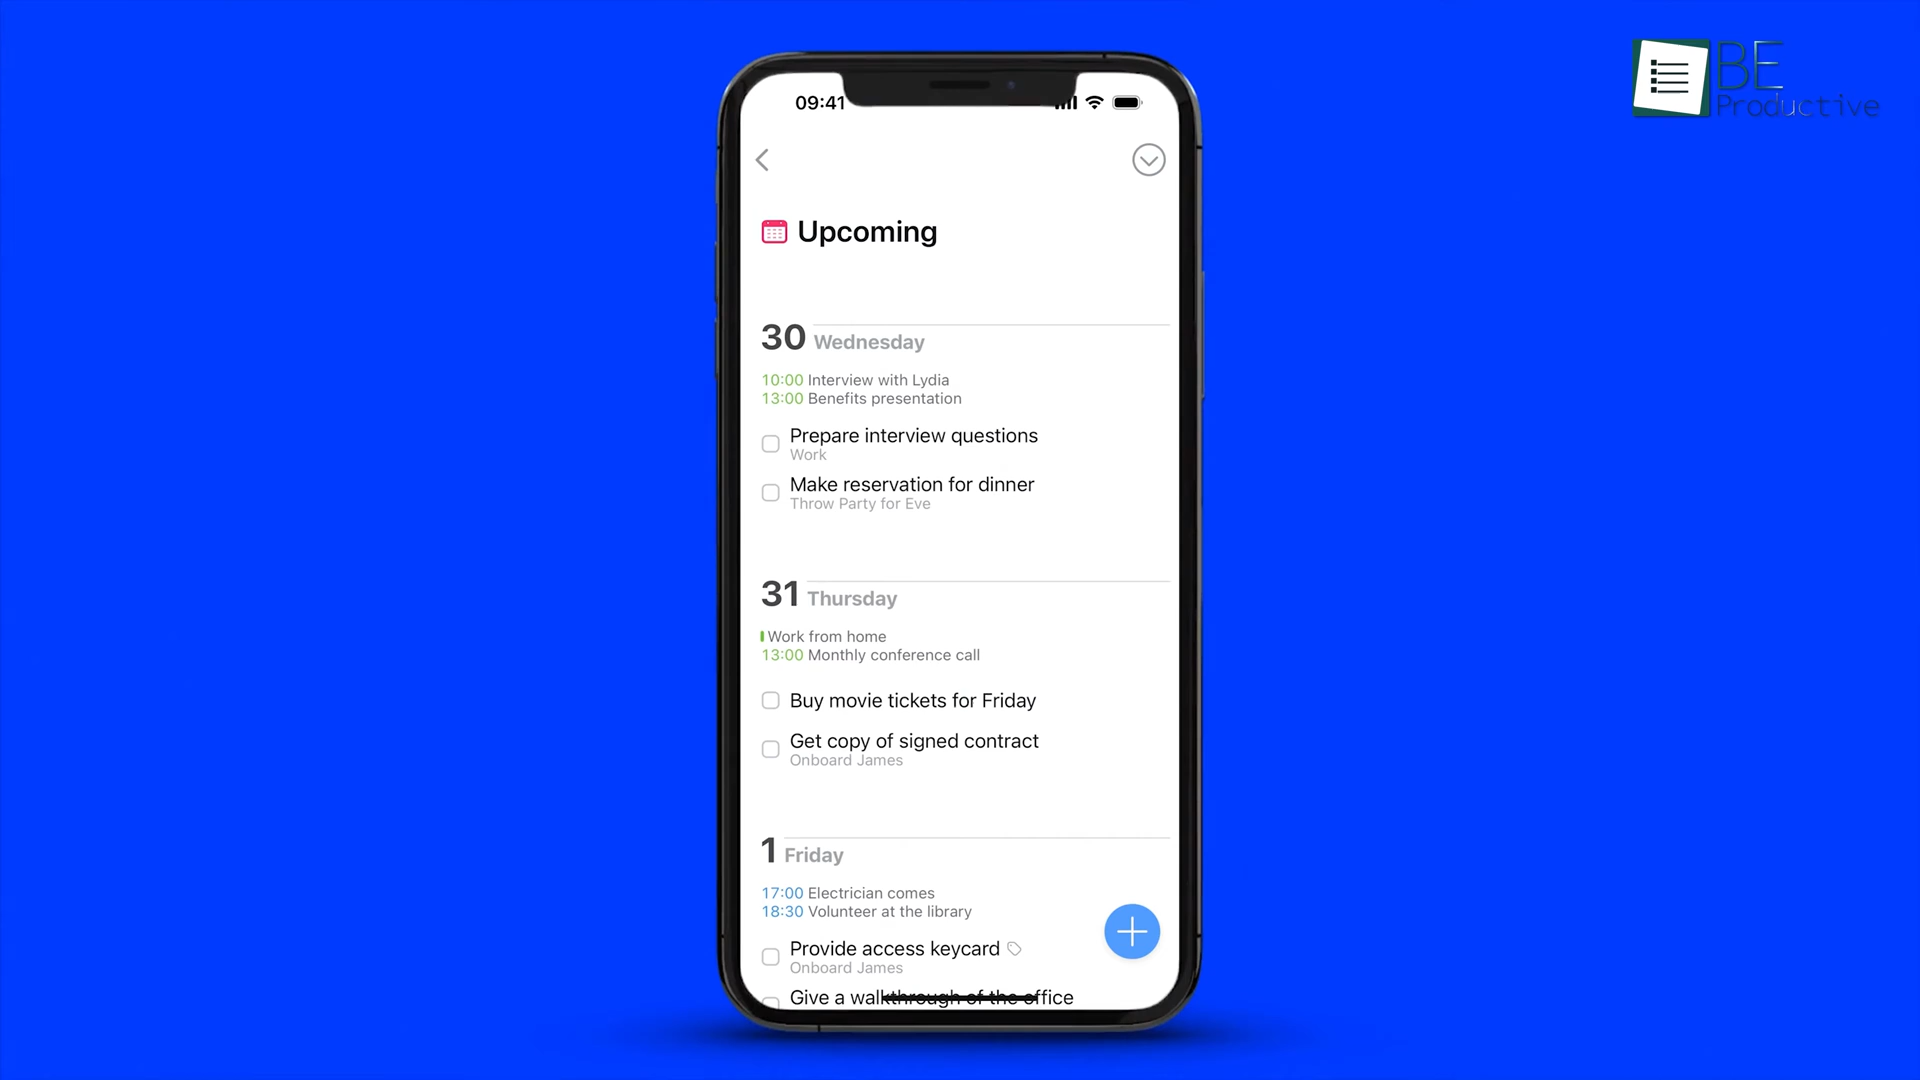 BE
Productive
09:41
Upcoming
30 Wednesday
10:00 Interview with Lydia
13:00 Benefits presentation
Prepare interview questions
Work
Make reservation for dinner
Throw Party for Eve
31 Thursday
Work from home
13:00 Monthly conference call
Buy movie tickets for Friday
Get copy of signed contract
Onboard James
1 Friday
17:00 Electrician comes
18:30 Volunteer at the library
Provide access keycard
Onboard James
Give a walkthrough of the office